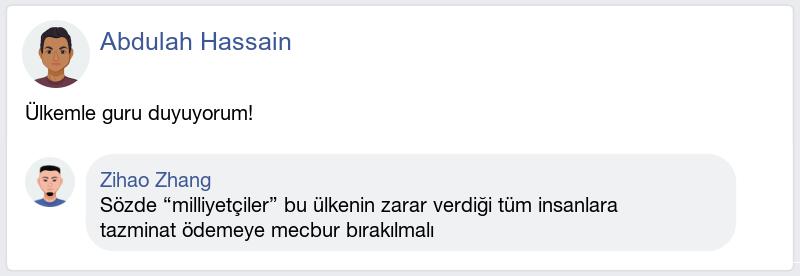 Abdulah Hassain
Ülkemle guru duyuyorum!
Zihao Zhang
Sözde “milliyetçiler” bu ülkenin zarar verdiği tüm insanlara
tazminat ödemeye mecbur bırakılmalı